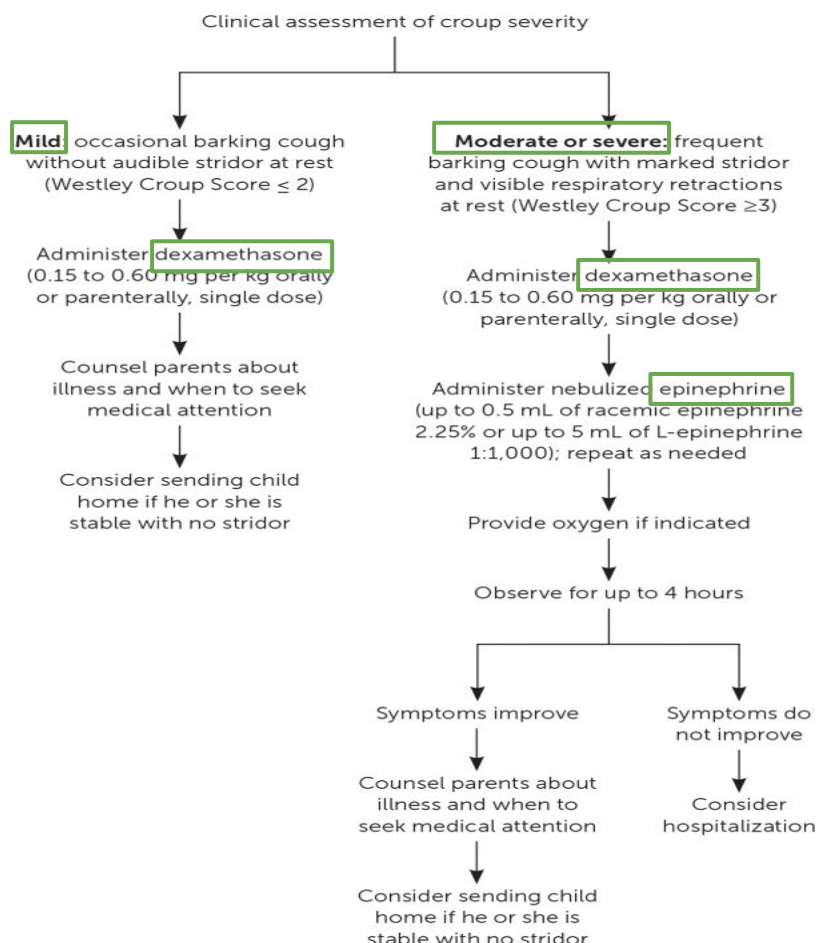 Clinical assessment of croup severity
Mild: occasional barking cough
without audible stridor at rest
(Westley Croup Score ≤ 2)
Administer dexamethasone
(0.15 to 0.60 mg per kg orally
or parenterally, single dose)
Counsel parents about
illness and when to seek
medical attention
Consider sending child
home if he or she is
stable with no stridor
Moderate or severe: frequent
barking cough with marked stridor
and visible respiratory retractions
at rest (Westley Croup Score ≥3)
Administer dexamethasone
(0.15 to 0.60 mg per kg orally or
parenterally, single dose)
Administer nebulized epinephrine
(up to 0.5 mL of racemic epinephrine
2.25% or up to 5 mL of L-epinephrine
1:1,000); repeat as needed
Provide oxygen if indicated
Observe for up to 4 hours
Symptoms improve
Counsel parents about
illness and when to
seek medical attention
Consider sending child
home if he or she is
stable with no stridor
Symptoms do
not improve
Consider
hospitalization